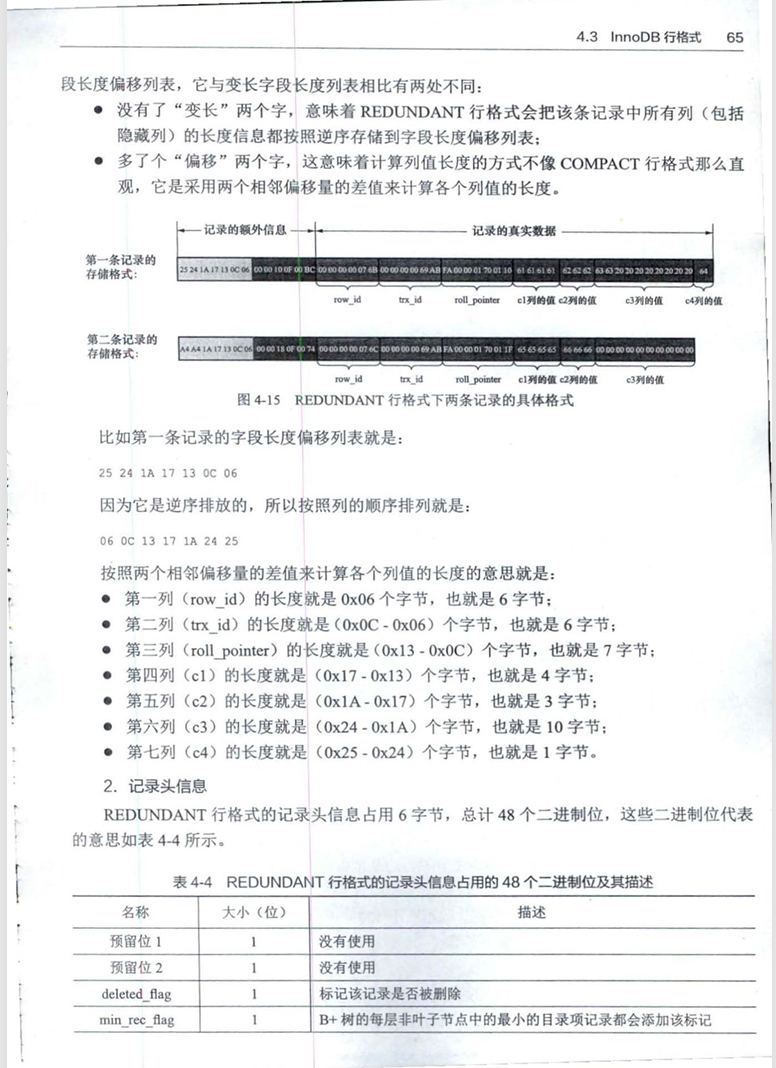 4.3 InnoDB 行格式 65
段长度偏移列表，它与变长字段长度列表相比有两处不同：
● 没有了“变长”两个字，意味着 REDUNDANT 行格式会把该条记录中所有列（包括
隐藏列）的长度信息都按照逆序存储到字段长度偏移列表；
● 多了个“偏移”两个字，这意味着计算列值长度的方式不像 COMPACT 行格式那么直
观，它是采用两个相邻偏移量的差值来计算各个列值的长度。
记录的额外信息 记录的真实数据
第一条记录的
存储格式：
25 24 1A 17 13 0C 06 00 00 10 0F 00 BC 00 00 00 00 07 6B 00 00 00 00 69 AB FA 00 00 01 70 01 10 61 61 61 61 62 62 62 63 63 20 20 20 20 20 20 20 20 64
row_id trx_id roll_pointer c1列的值 c2列的值 c3列的值 c4列的值
第二条记录的
存储格式：
A4 A4 1A 17 13 0C 06 00 00 18 0F 00 74 00 00 00 00 07 6C 00 00 00 00 69 AB FA 00 00 01 70 01 1F 65 65 65 65 66 66 66 00 00 00 00 00 00 00 00 00 00
row_id trx_id roll_pointer c1列的值 c2列的值 c3列的值
图 4-15 REDUNDANT 行格式下两条记录的具体格式
比如第一条记录的字段长度偏移列表就是：
25 24 1A 17 13 0C 06
因为它是逆序排放的，所以按照列的顺序排列就是：
06 0C 13 17 1A 24 25
按照两个相邻偏移量的差值来计算各个列值的长度的意思就是：
● 第一列（row_id）的长度就是 0x06 个字节，也就是 6 字节；
● 第二列（trx_id）的长度就是（0x0C - 0x06）个字节，也就是 6 字节；
● 第三列（roll_pointer）的长度就是（0x13 - 0x0C）个字节，也就是 7 字节；
● 第四列（c1）的长度就是（0x17 - 0x13）个字节，也就是 4 字节；
● 第五列（c2）的长度就是（0x1A - 0x17）个字节，也就是 3 字节；
● 第六列（c3）的长度就是（0x24 - 0x1A）个字节，也就是 10 字节；
● 第七列（c4）的长度就是（0x25 - 0x24）个字节，也就是 1 字节。
2. 记录头信息
REDUNDANT 行格式的记录头信息占用 6 字节，总计 48 个二进制位，这些二进制位代表
的意思如表 4-4 所示。
表 4-4 REDUNDANT 行格式的记录头信息占用的 48 个二进制位及其描述
名称 大小（位） 描述
预留位 1 1 没有使用
预留位 2 1 没有使用
deleted_flag 1 标记该记录是否被删除
min_rec_flag 1 B+ 树的每层非叶子节点中的最小的目录项记录都会添加该标记